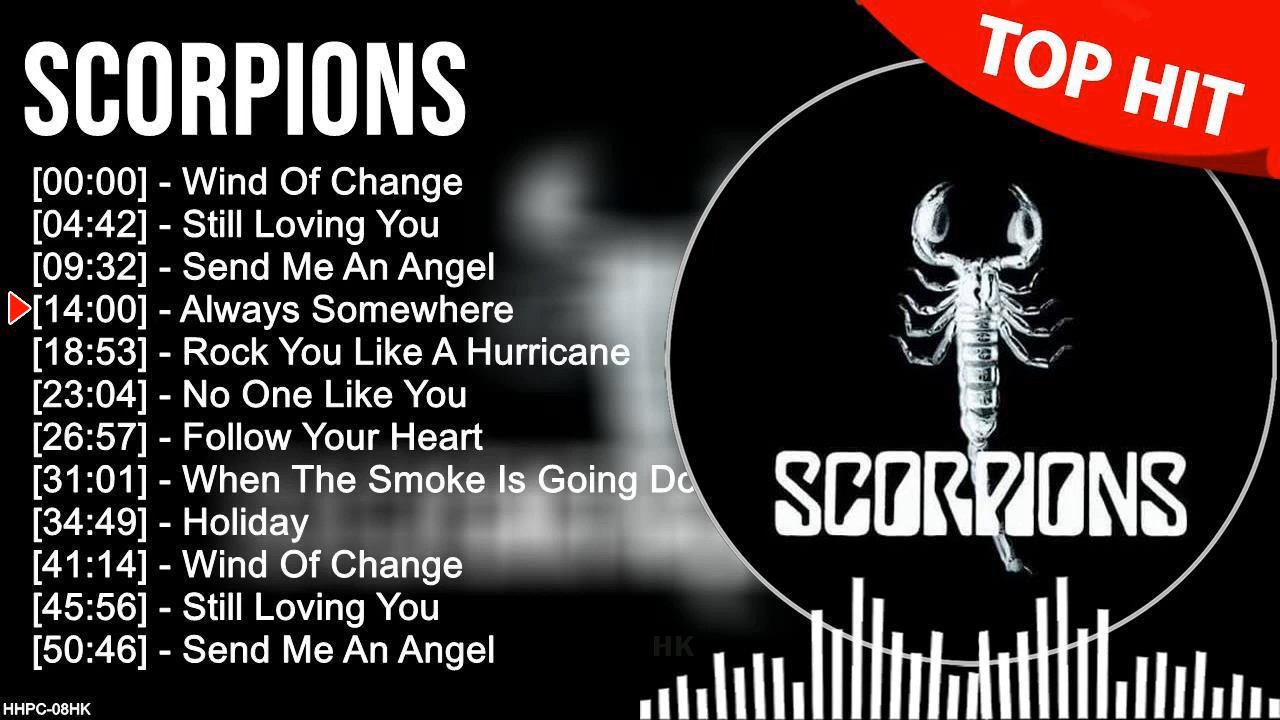 SCORPIONS
TOP HIT
[00:00] - Wind Of Change
[04:42] - Still Loving You
[09:32] - Send Me An Angel
[14:00] - Always Somewhere
[18:53] - Rock You Like A Hurricane
[23:04] - No One Like You
[26:57] - Follow Your Heart
[31:01] - When The Smoke Is Going Do
[34:49] - Holiday
[41:14] - Wind Of Change
[45:56] - Still Loving You
[50:46] - Send Me An Angel
SCORPIONS
HK
HHPC-08HK